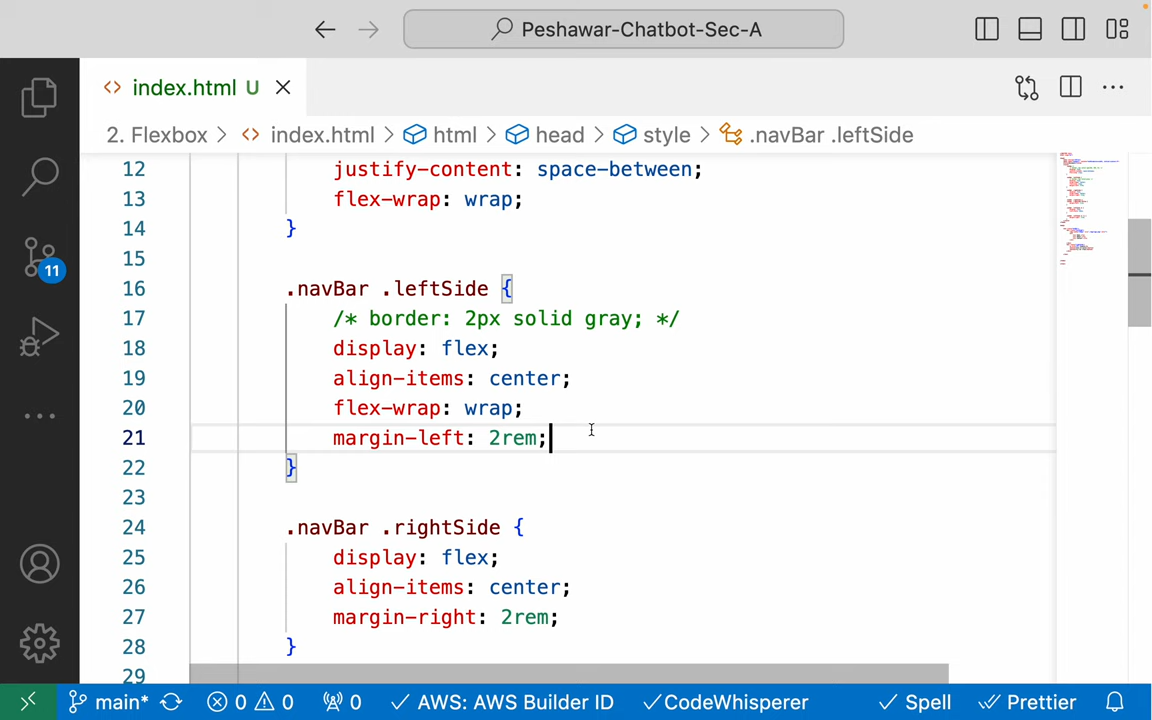 Peshawar-Chatbot-Sec-A
index.html U
2. Flexbox > index.html > html > head > style > .navBar .leftSide
12 justify-content: space-between;
13 flex-wrap: wrap;
14 }
15
16 .navBar .leftSide {
17 /* border: 2px solid gray; */
18 display: flex;
19 align-items: center;
20 flex-wrap: wrap;
21 margin-left: 2rem;
22 }
23
24 .navBar .rightSide {
25 display: flex;
26 align-items: center;
27 margin-right: 2rem;
28 }
29
11
main* 0 0 0 AWS: AWS Builder ID CodeWhisperer Spell Prettier